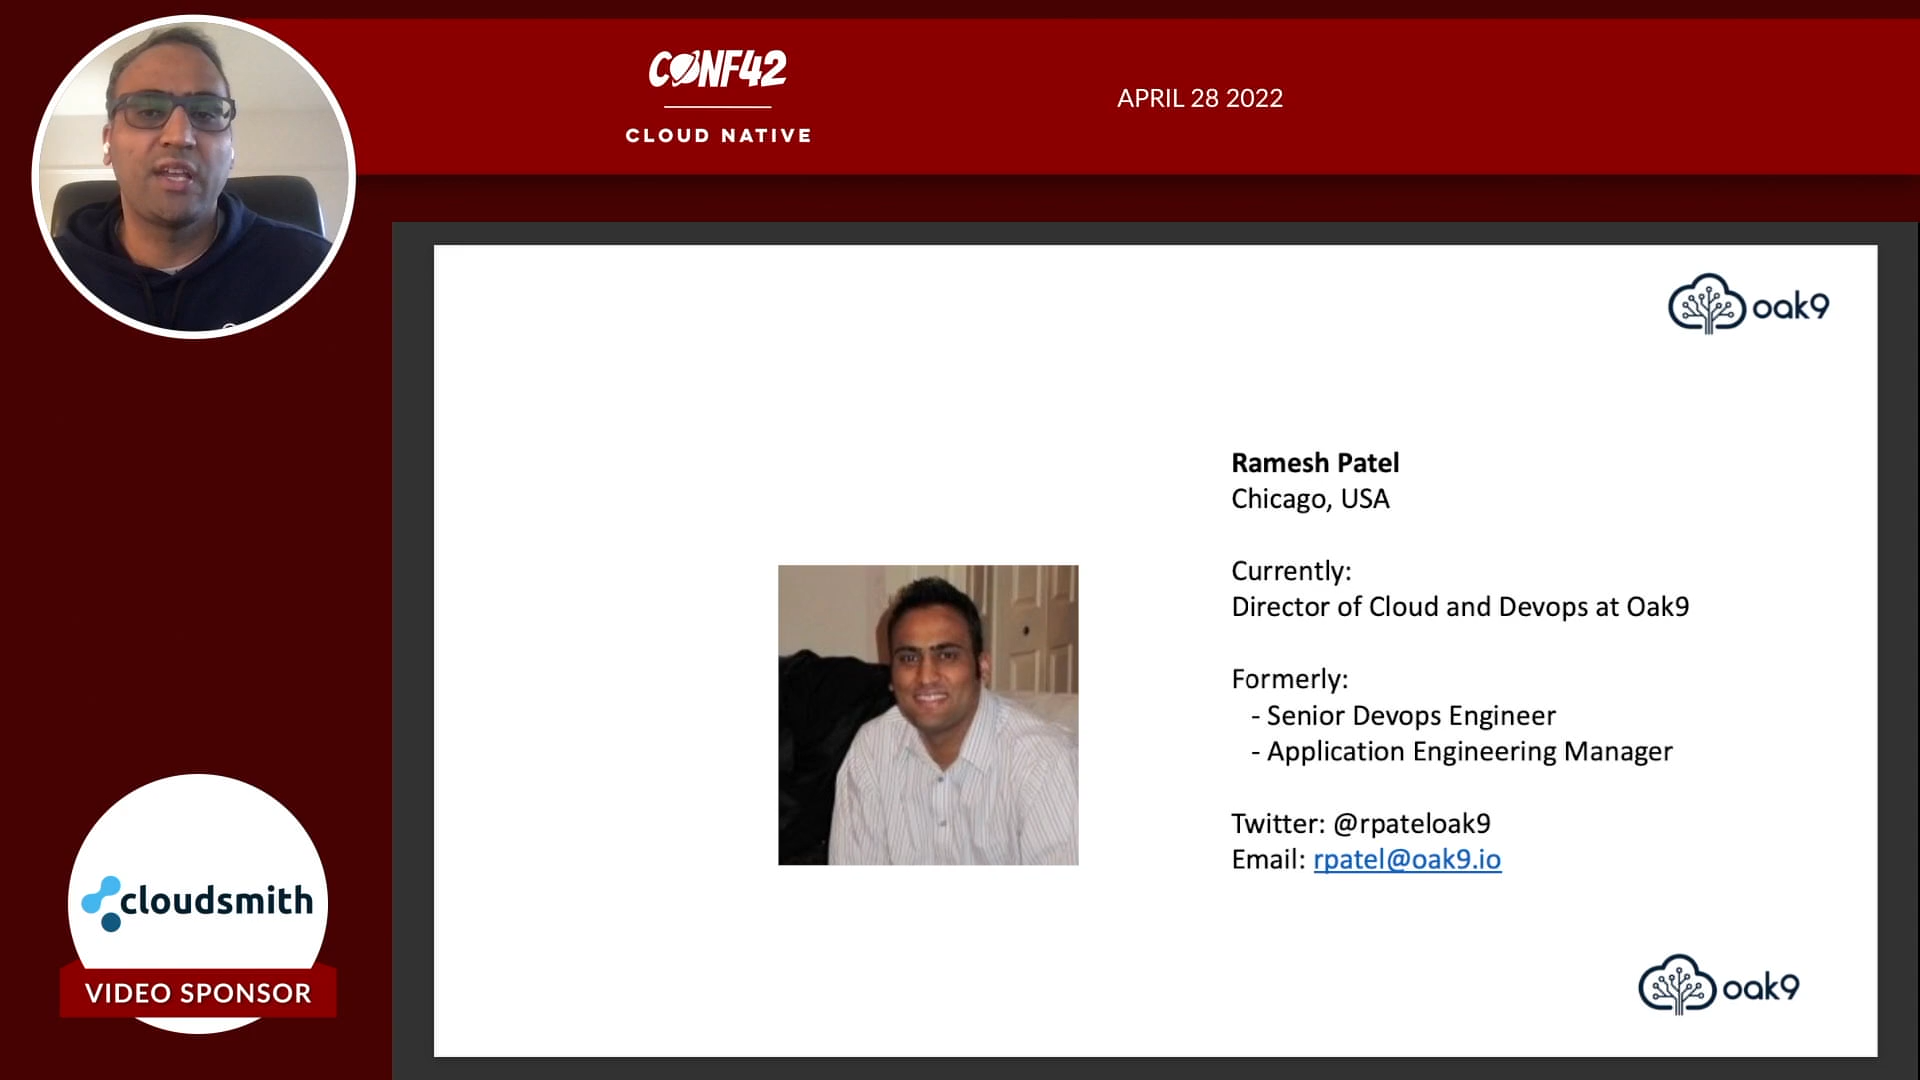 CONF42
CLOUD NATIVE
APRIL 28 2022
oak9
Ramesh Patel
Chicago, USA
Currently:
Director of Cloud and Devops at Oak9
Formerly:
- Senior Devops Engineer
- Application Engineering Manager
Twitter: @rpateloak9
Email: rpatel@oak9.io
cloudsmith
VIDEO SPONSOR
oak9